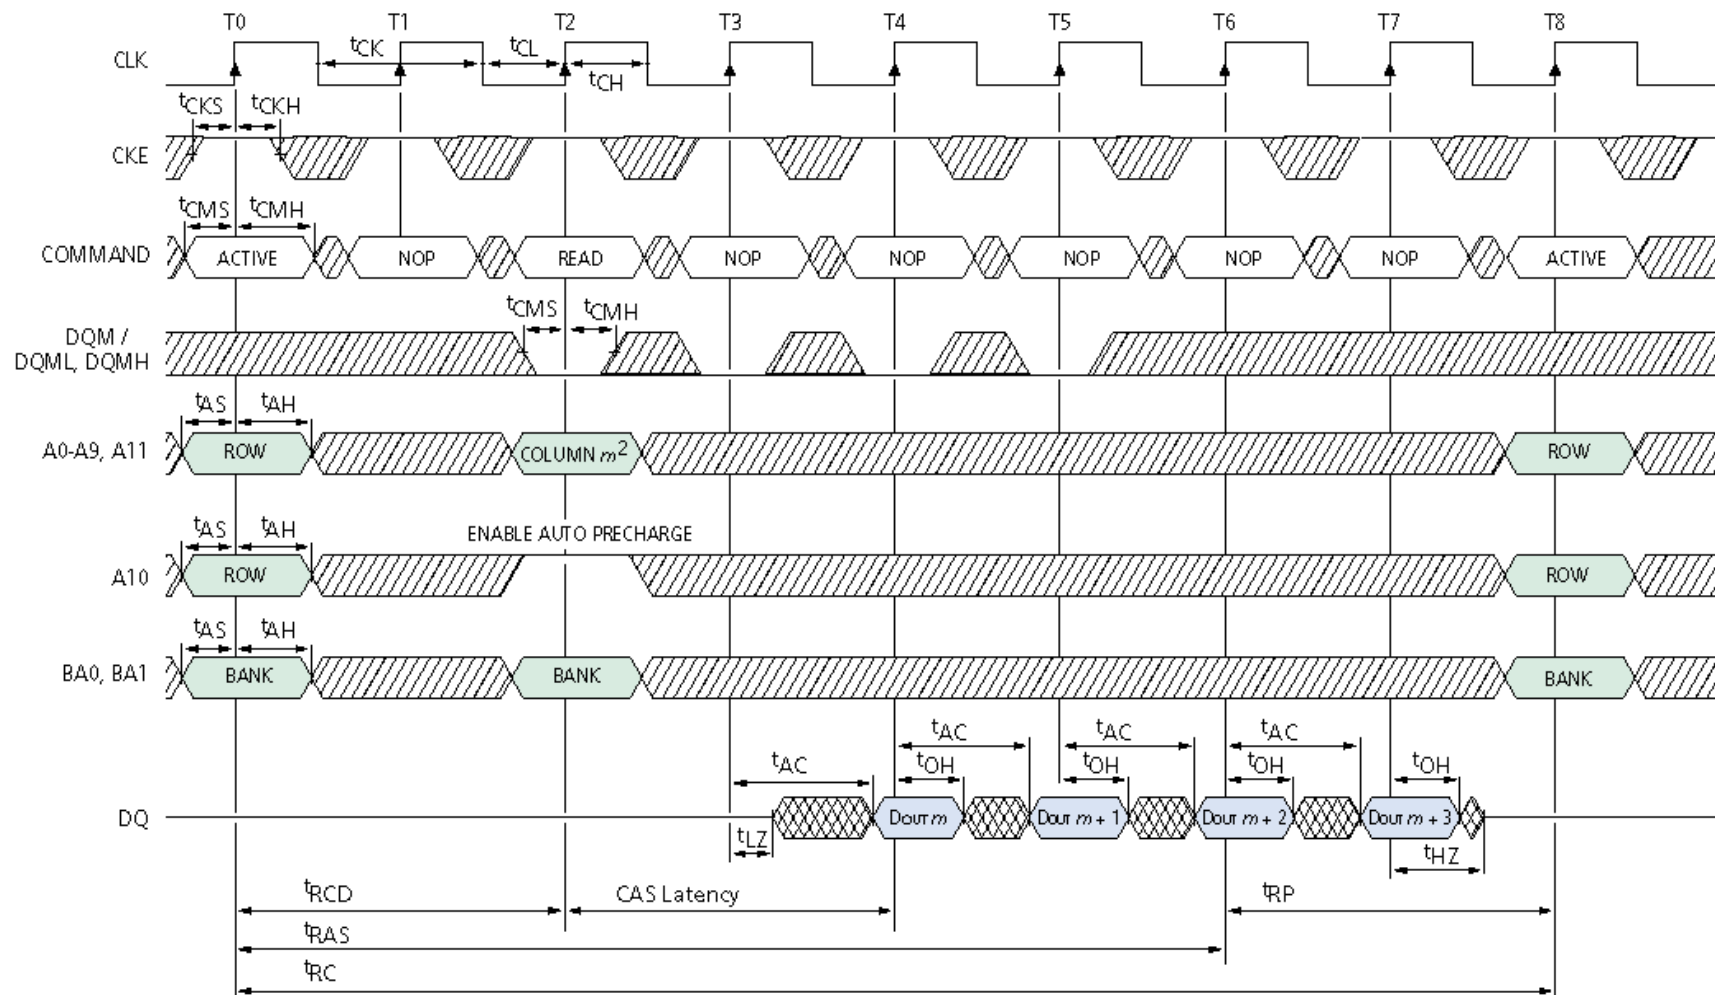 T0 T1 T2 T3 T4 T5 T6 T7 T8
CLK tCK tCL
tCH
tCKS tCKH
CKE
tCMS tCMH
COMMAND ACTIVE NOP READ NOP NOP NOP NOP NOP ACTIVE
tCMS tCMH
DQM /
DQML, DQMH
tAS tAH
A0-A9, A11 ROW COLUMN m2 ROW
tAS tAH ENABLE AUTO PRECHARGE
A10 ROW ROW
tAS tAH
BA0, BA1 BANK BANK BANK
tAC tAC tAC
tAC tOH tOH tOH tOH
DQ DOUT m DOUT m + 1 DOUT m + 2 DOUT m + 3
tLZ tHZ
tRCD CAS Latency tRP
tRAS
tRC